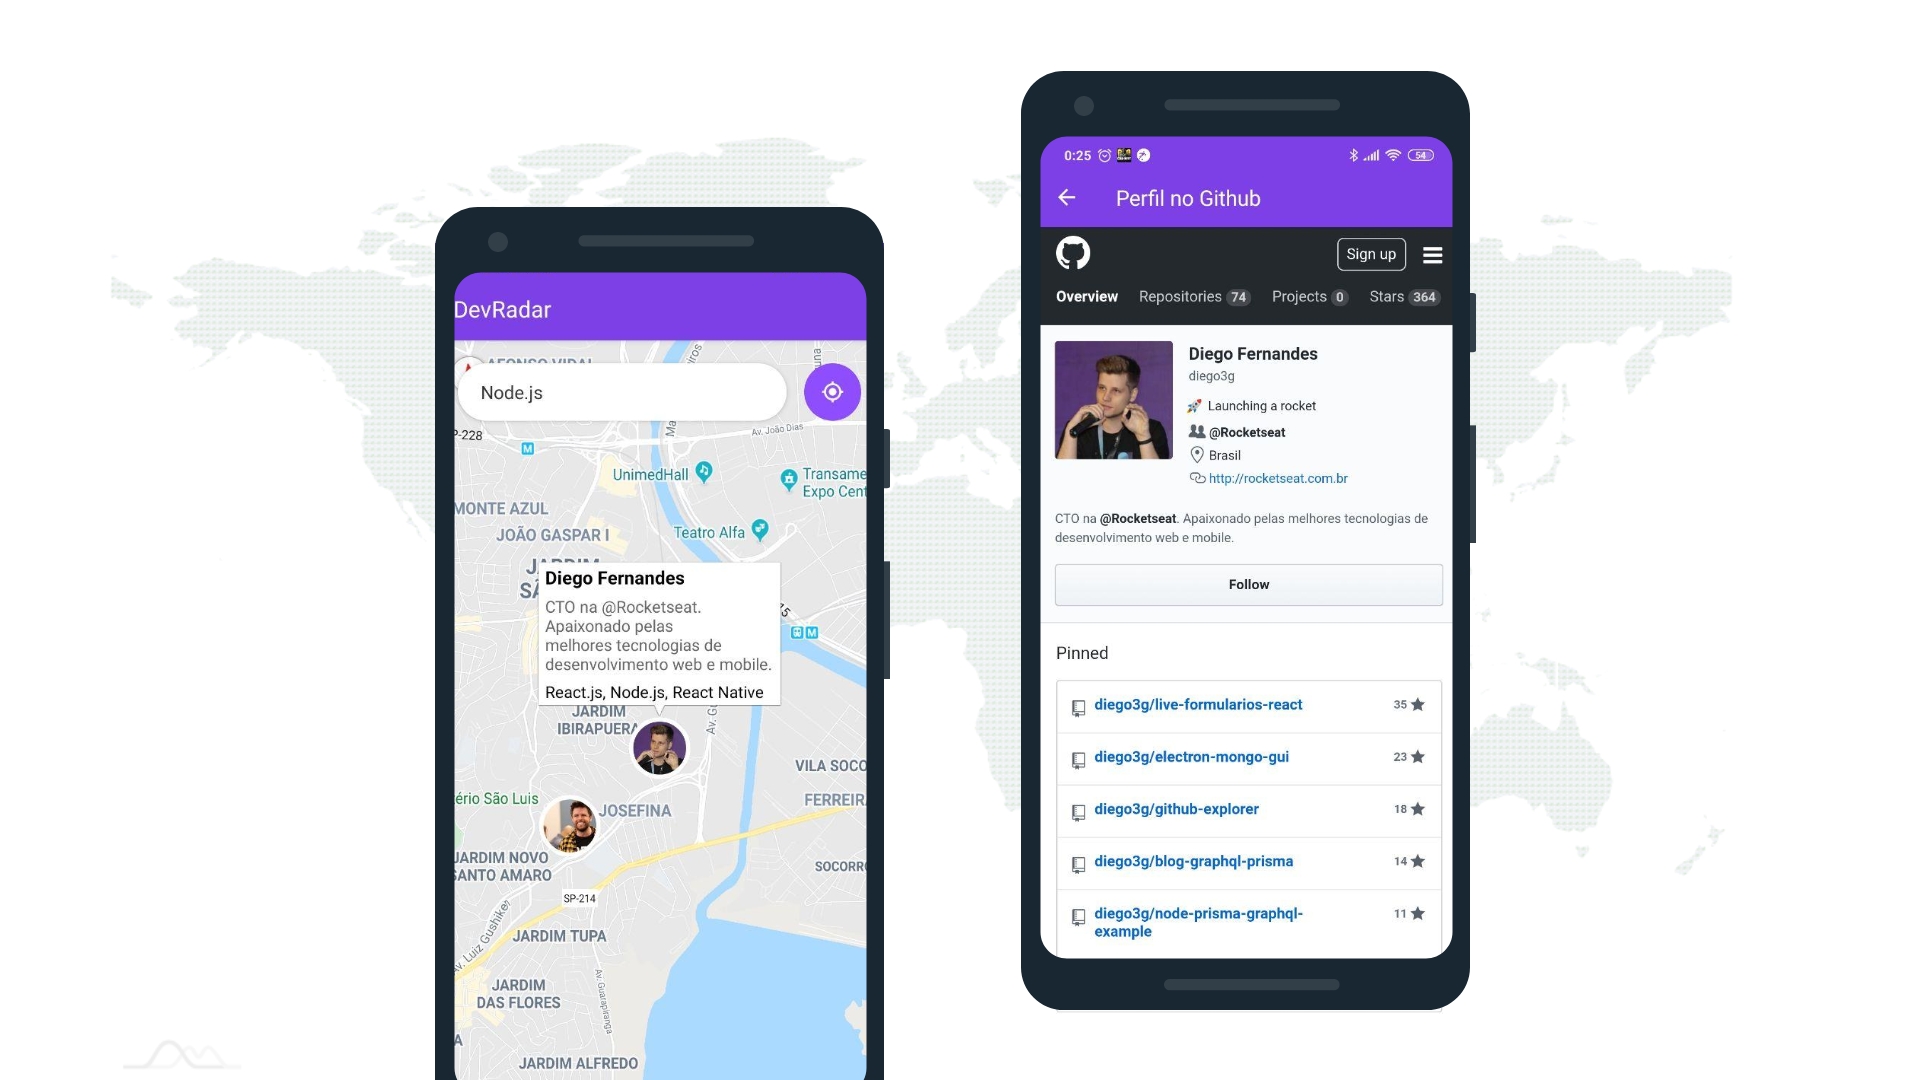 DevRadar
AFONSO VIDAL
Node.js
P-228
Av. João Dias
M
UnimedHall
Transame
Expo Cent
MONTE AZUL
JOÃO GASPAR I
Teatro Alfa
Diego Fernandes
CTO na @Rocketseat.
Apaixonado pelas
melhores tecnologias de
desenvolvimento web e mobile.
React.js, Node.js, React Native
M
JARDIM
IBIRAPUERA
VILA SOCO
ério São Luis
FERREIR
JOSEFINA
JARDIM NOVO
SANTO AMARO
SOCORR
SP-214
Av. Luiz Gushiken
JARDIM TUPA
Av. Guarapiranga
JARDIM
DAS FLORES
JARDIM ALFREDO
0:25
54
Perfil no Github
Sign up
Overview Repositories 74 Projects 0 Stars 364
Diego Fernandes
diego3g
Launching a rocket
@Rocketseat
Brasil
http://rocketseat.com.br
CTO na @Rocketseat. Apaixonado pelas melhores tecnologias de
desenvolvimento web e mobile.
Follow
Pinned
diego3g/live-formularios-react 35
diego3g/electron-mongo-gui 23
diego3g/github-explorer 18
diego3g/blog-graphql-prisma 14
diego3g/node-prisma-graphql- 11
example